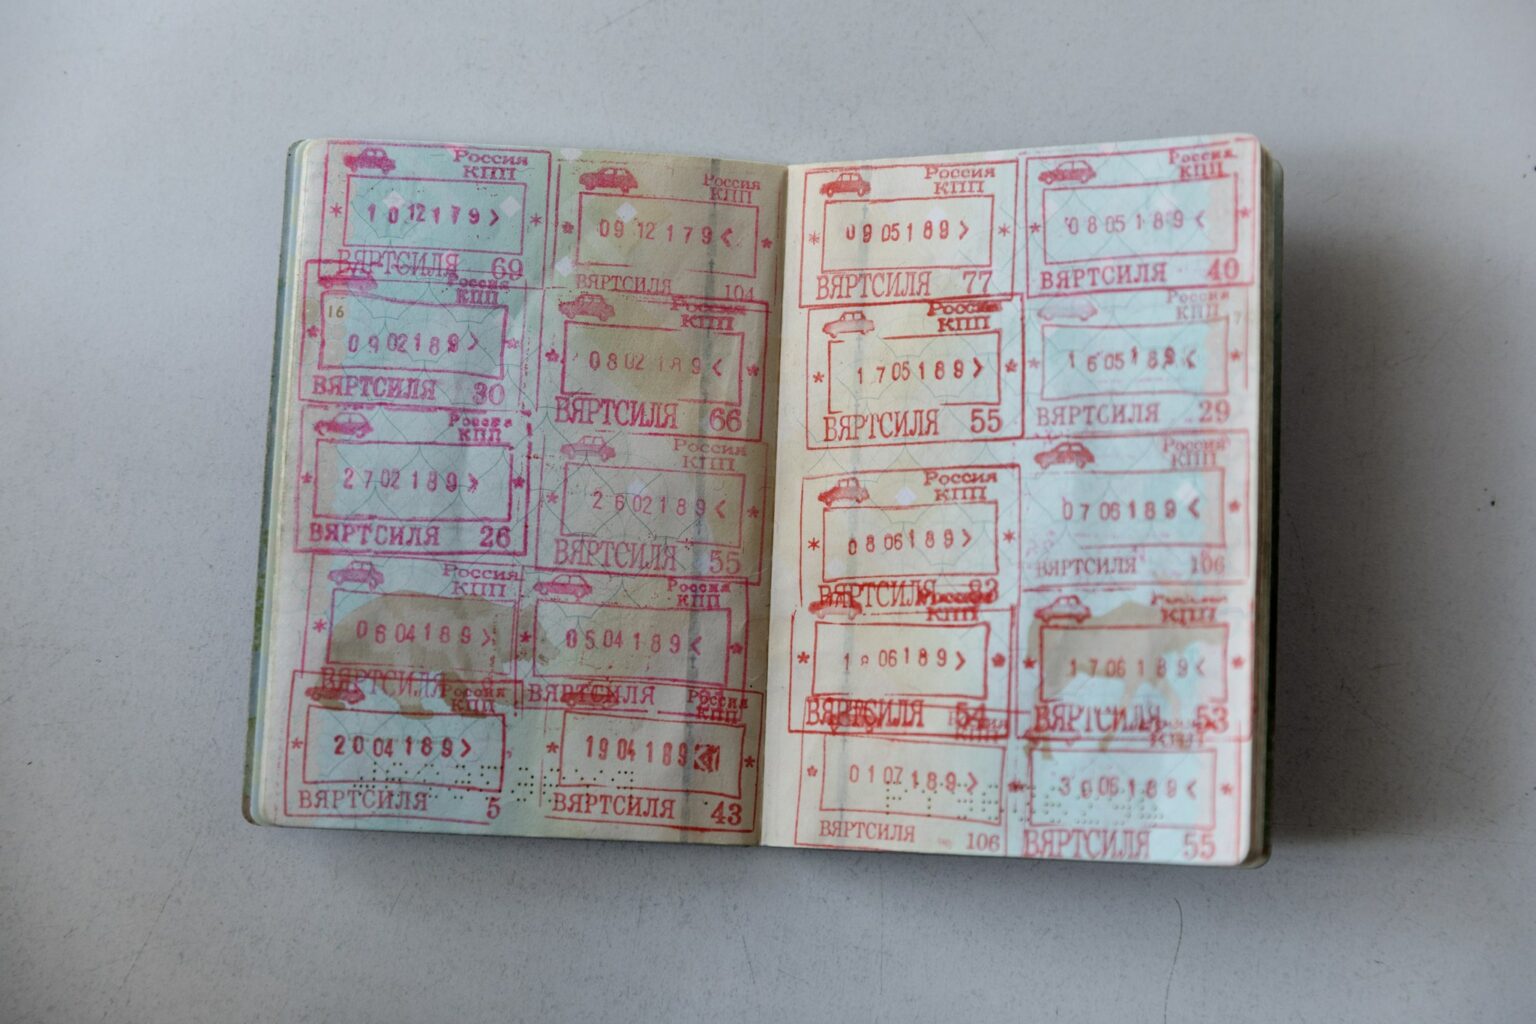 Россия
КПП
10 12 17 9 >
ВЯРТСИЛЯ 69
Россия
КПП
09 12 17 9 <
ВЯРТСИЛЯ 104
16
Россия
КПП
09 02 18 9 >
ВЯРТСИЛЯ 30
Россия
КПП
08 02 18 9 <
ВЯРТСИЛЯ 66
Россия
КПП
27 02 18 9 >
ВЯРТСИЛЯ 26
Россия
КПП
26 02 18 9 <
ВЯРТСИЛЯ 55
Россия
КПП
06 04 18 9 >
ВЯРТСИЛЯ
Россия
КПП
05 04 18 9 <
ВЯРТСИЛЯ
Россия
КПП
20 04 18 9 >
ВЯРТСИЛЯ 5
Россия
КПП
19 04 18 9
ВЯРТСИЛЯ 43
Россия
КПП
09 05 18 9 >
ВЯРТСИЛЯ 77
Россия
КПП
08 05 18 9 <
ВЯРТСИЛЯ 40
Россия
КПП
17 05 18 9 >
ВЯРТСИЛЯ 55
Россия
КПП
16 05 18 9 <
ВЯРТСИЛЯ 29
Россия
КПП
08 06 18 9 >
ВЯРТСИЛЯ 83
Россия
КПП
07 06 18 9 <
ВЯРТСИЛЯ 106
Россия
КПП
06 18 9 >
ВЯРТСИЛЯ 54
КПП
17 06 18 9 <
ВЯРТСИЛЯ 53
01 07 18 9 >
ВЯРТСИЛЯ 106
30 06 18 9 <
ВЯРТСИЛЯ 55